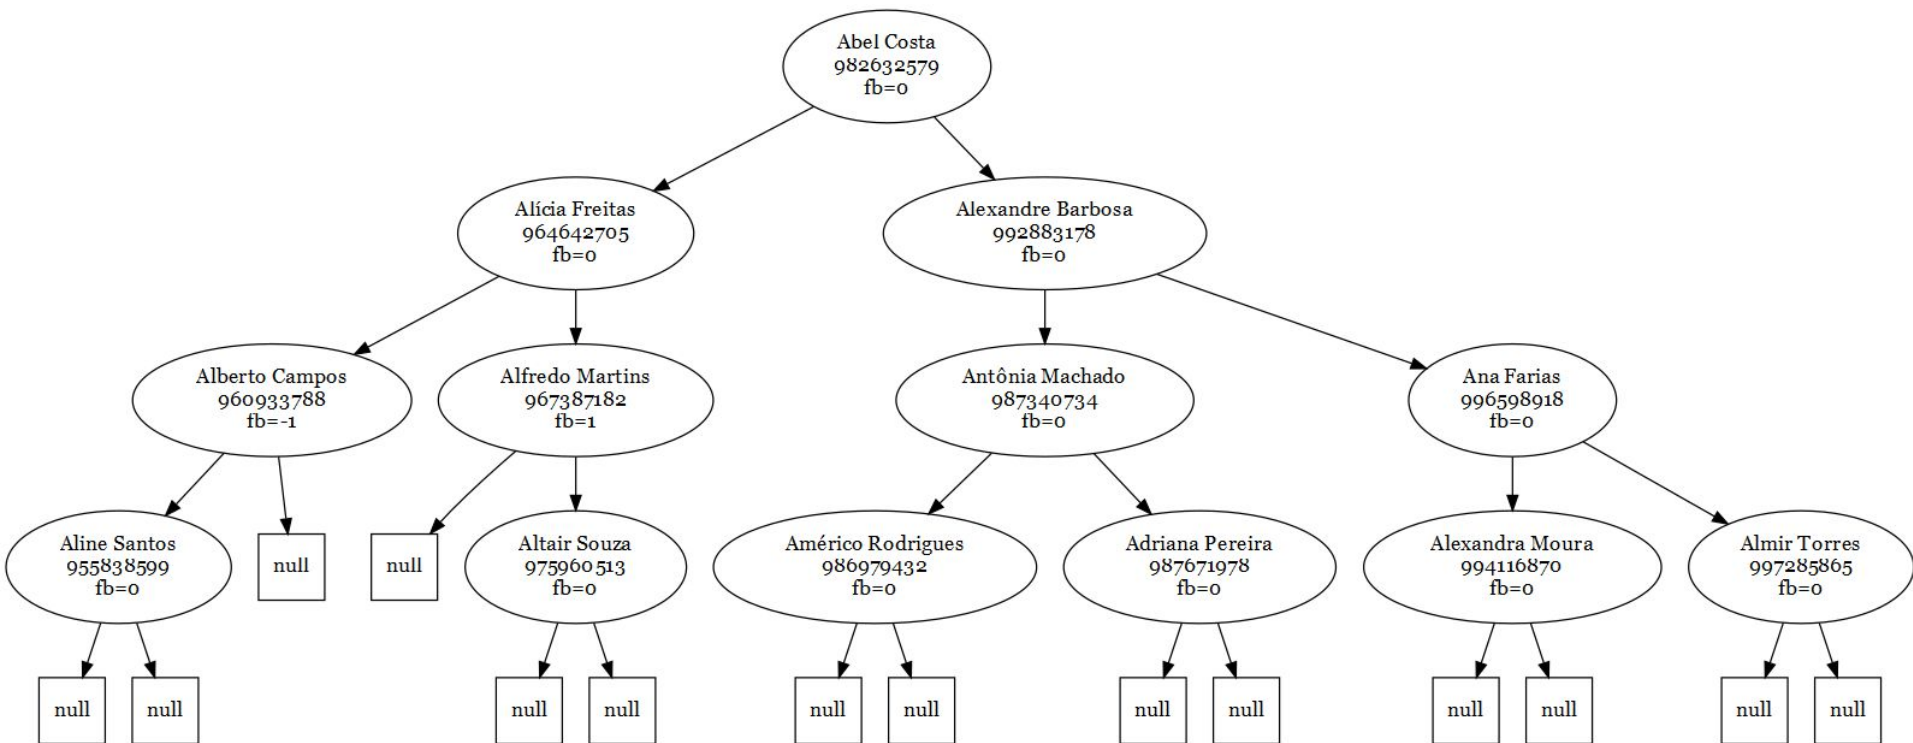 Abel Costa
982632579
fb=0
Alícia Freitas
964642705
fb=0
Alexandre Barbosa
992883178
fb=0
Alberto Campos
960933788
fb=-1
Alfredo Martins
967387182
fb=1
Antônia Machado
987340734
fb=0
Ana Farias
996598918
fb=0
Aline Santos
955838599
fb=0
null
null
Altair Souza
975960513
fb=0
Américo Rodrigues
986979432
fb=0
Adriana Pereira
987671978
fb=0
Alexandra Moura
994116870
fb=0
Almir Torres
997285865
fb=0
null
null
null
null
null
null
null
null
null
null
null
null